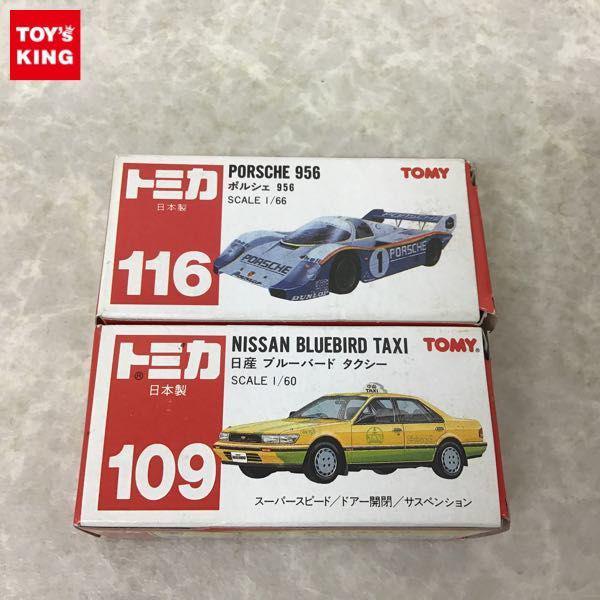 TOY's
KING
トミカ
日本製
116
PORSCHE 956
ポルシェ 956
SCALE 1/66
TOMY
PORSCHE
1
DUNLOP
トミカ®
日本製
109
NISSAN BLUEBIRD TAXI
日産 ブルーバード タクシー
SCALE 1/60
TOMY®
TAXI
スーパースピード/ドアー開閉/サスペンション